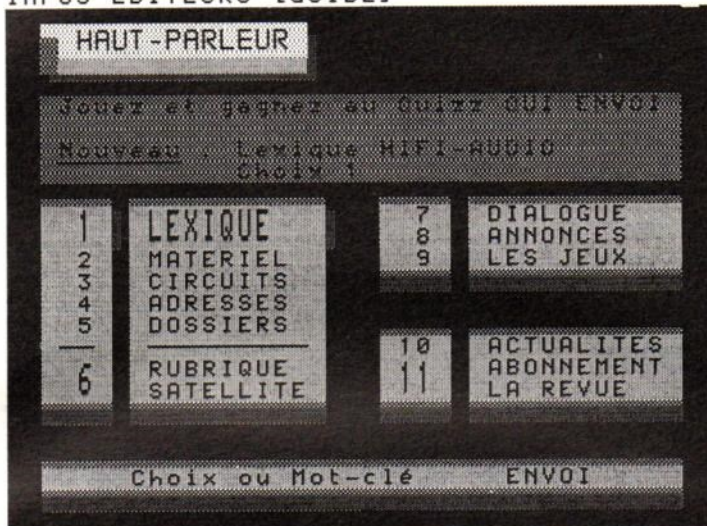 HAUT-PARLEUR
Jouez et gagnez au Quizz QUI ENVOI
Nouveau : Lexique HIFI-AUDIO
Choix 1
1 LEXIQUE
2 MATERIEL
3 CIRCUITS
4 ADRESSES
5 DOSSIERS
6 RUBRIQUE
SATELLITE
7 DIALOGUE
8 ANNONCES
9 LES JEUX
10 ACTUALITES
11 ABONNEMENT
LA REVUE
Choix ou Mot-clé ENVOI